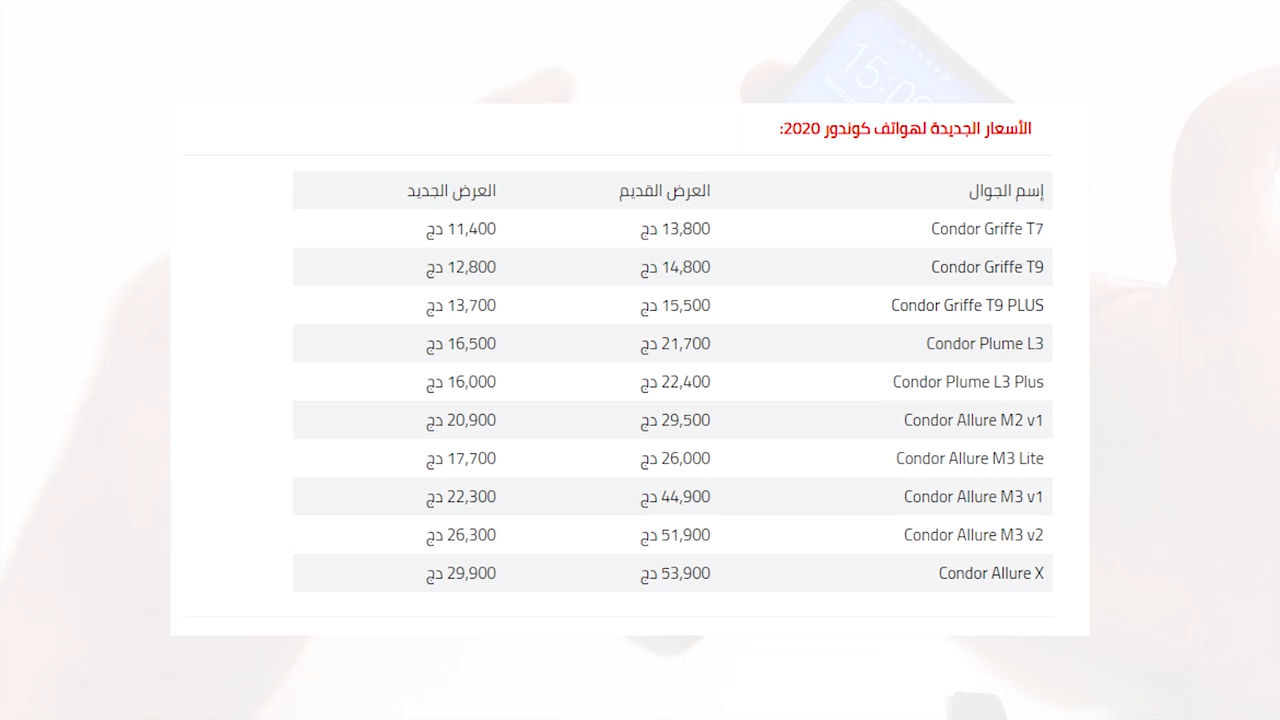 الأسعار الجديدة لهواتف كوندور 2020:
إسم الجوال العرض القديم العرض الجديد
Condor Griffe T7 13,800 دج 11,400 دج
Condor Griffe T9 14,800 دج 12,800 دج
Condor Griffe T9 PLUS 15,500 دج 13,700 دج
Condor Plume L3 21,700 دج 16,500 دج
Condor Plume L3 Plus 22,400 دج 16,000 دج
Condor Allure M2 v1 29,500 دج 20,900 دج
Condor Allure M3 Lite 26,000 دج 17,700 دج
Condor Allure M3 v1 44,900 دج 22,300 دج
Condor Allure M3 v2 51,900 دج 26,300 دج
Condor Allure X 53,900 دج 29,900 دج